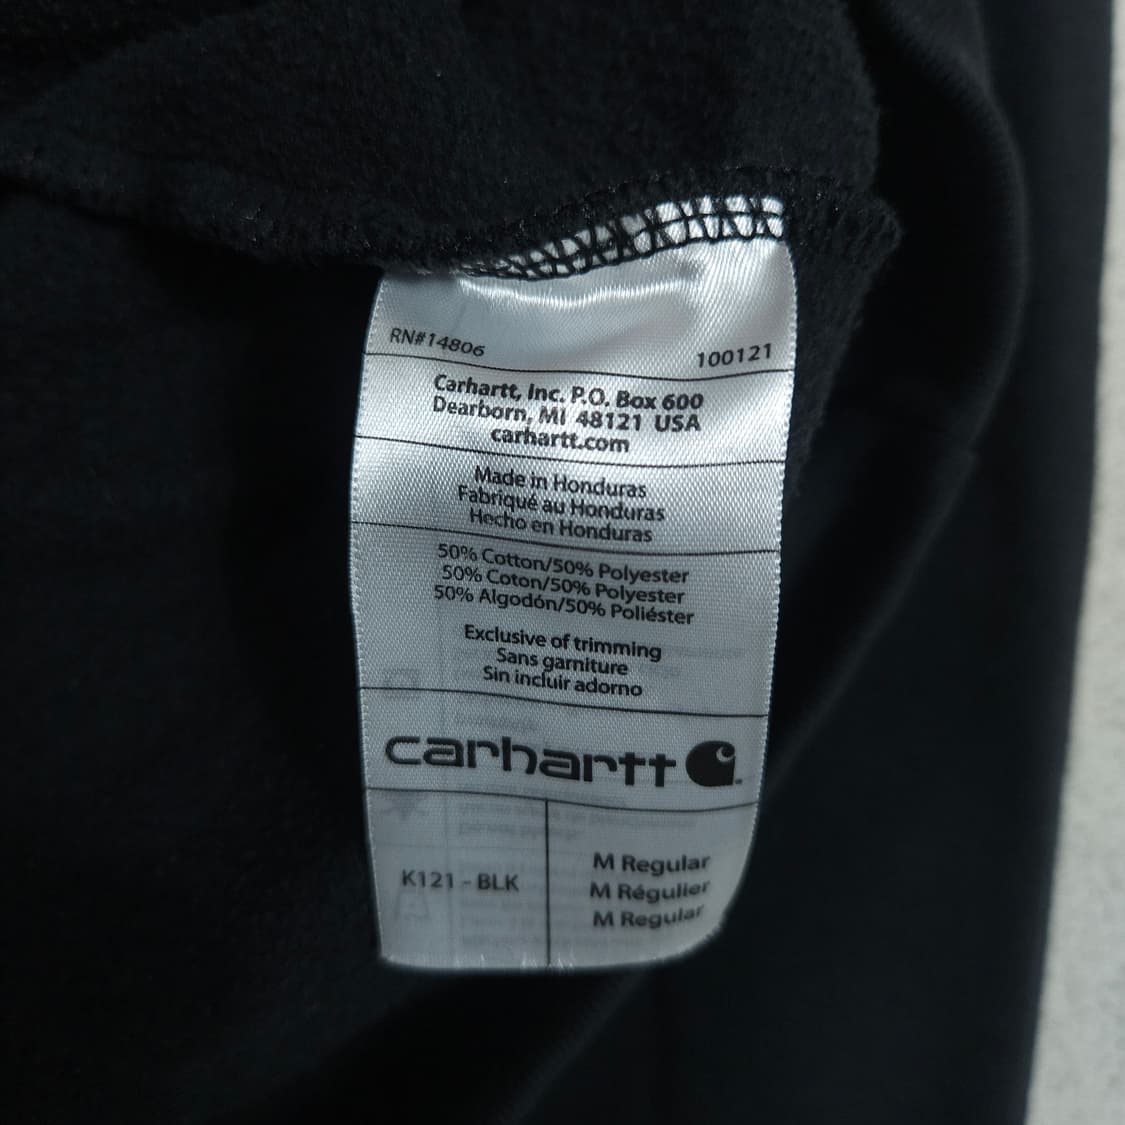 RN#14806
100121
Carhartt, Inc. P.O. Box 600
Dearborn, MI 48121 USA
carhartt.com
Made in Honduras
Fabriqué au Honduras
Hecho en Honduras
50% Cotton/50% Polyester
50% Coton/50% Polyester
50% Algodón/50% Poliéster
Exclusive of trimming
Sans garniture
Sin incluir adorno
carhartt
K121 - BLK
M Regular
M Régulier
M Regular